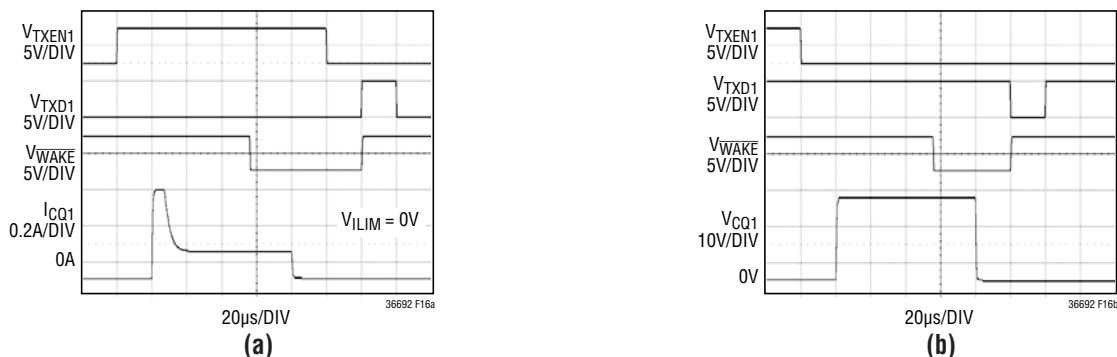 VTXEN1
5V/DIV
VTXD1
5V/DIV
VWAKE
5V/DIV
ICQ1
0.2A/DIV
0A
VILIM = 0V
36692 F16a
20µs/DIV
(a)
VTXEN1
5V/DIV
VTXD1
5V/DIV
VWAKE
5V/DIV
VCQ1
10V/DIV
0V
36692 F16b
20µs/DIV
(b)